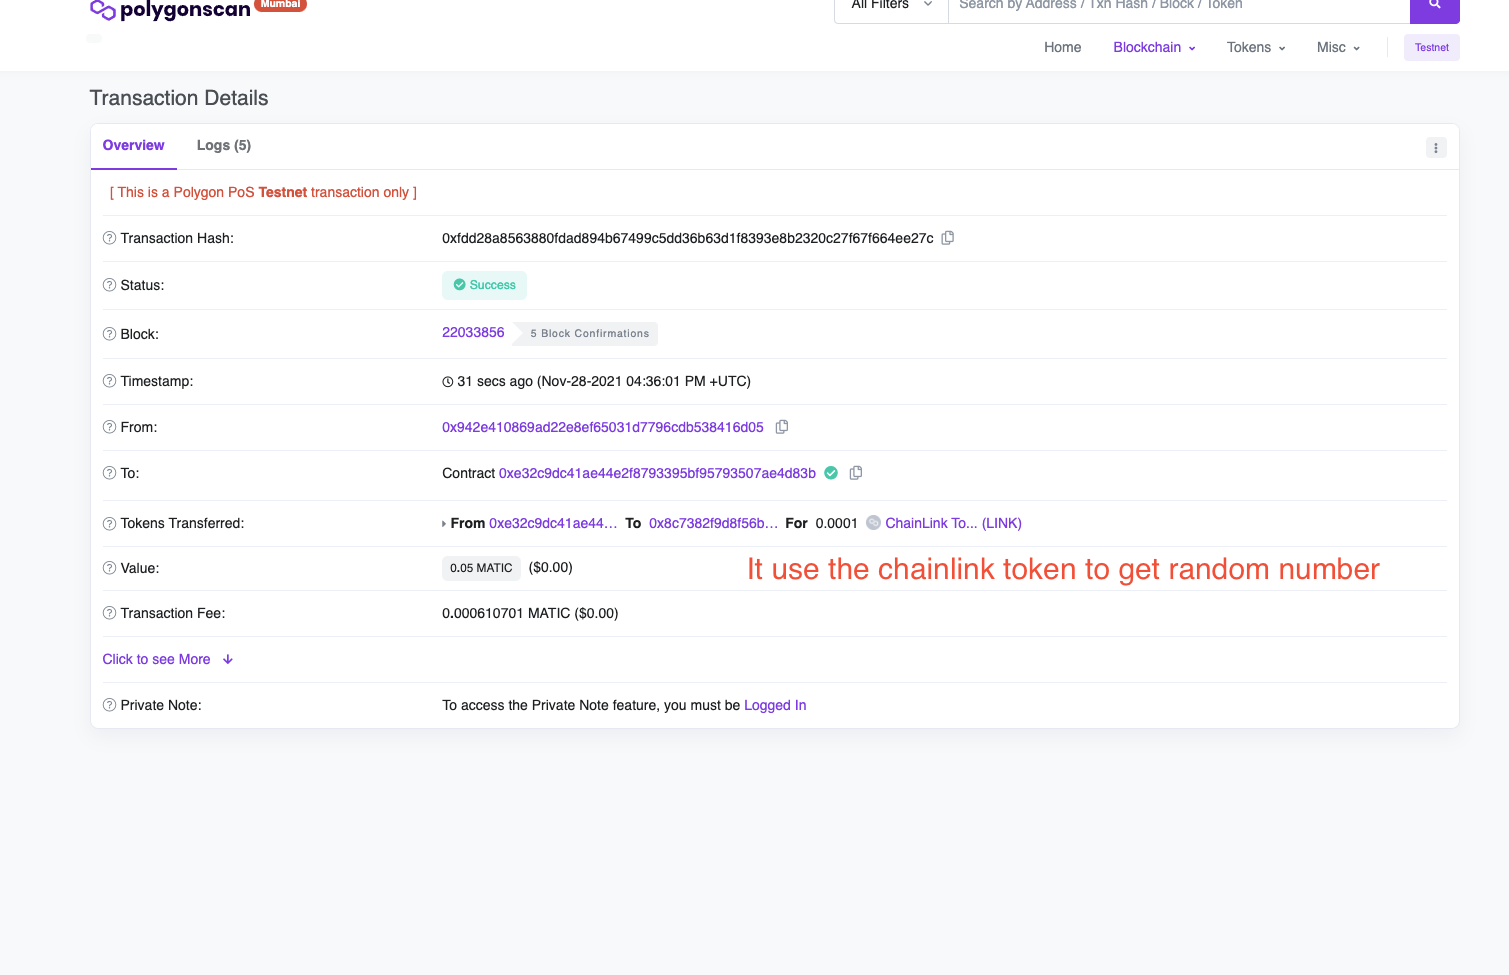 polygonscan Mumbai
All Filters Search by Address / Txn Hash / Block / Token
Home Blockchain Tokens Misc Testnet
Transaction Details
Overview Logs (5)
[ This is a Polygon PoS Testnet transaction only ]
Transaction Hash: 0xfdd28a8563880fdad894b67499c5dd36b63d1f8393e8b2320c27f67f664ee27c
Status: Success
Block: 22033856 5 Block Confirmations
Timestamp: 31 secs ago (Nov-28-2021 04:36:01 PM +UTC)
From: 0x942e410869ad22e8ef65031d7796cdb538416d05
To: Contract 0xe32c9dc41ae44e2f8793395bf95793507ae4d83b
Tokens Transferred: From 0xe32c9dc41ae44... To 0x8c7382f9d8f56b... For 0.0001 ChainLink To... (LINK)
Value: 0.05 MATIC ($0.00)
It use the chainlink token to get random number
Transaction Fee: 0.000610701 MATIC ($0.00)
Click to see More
Private Note: To access the Private Note feature, you must be Logged In